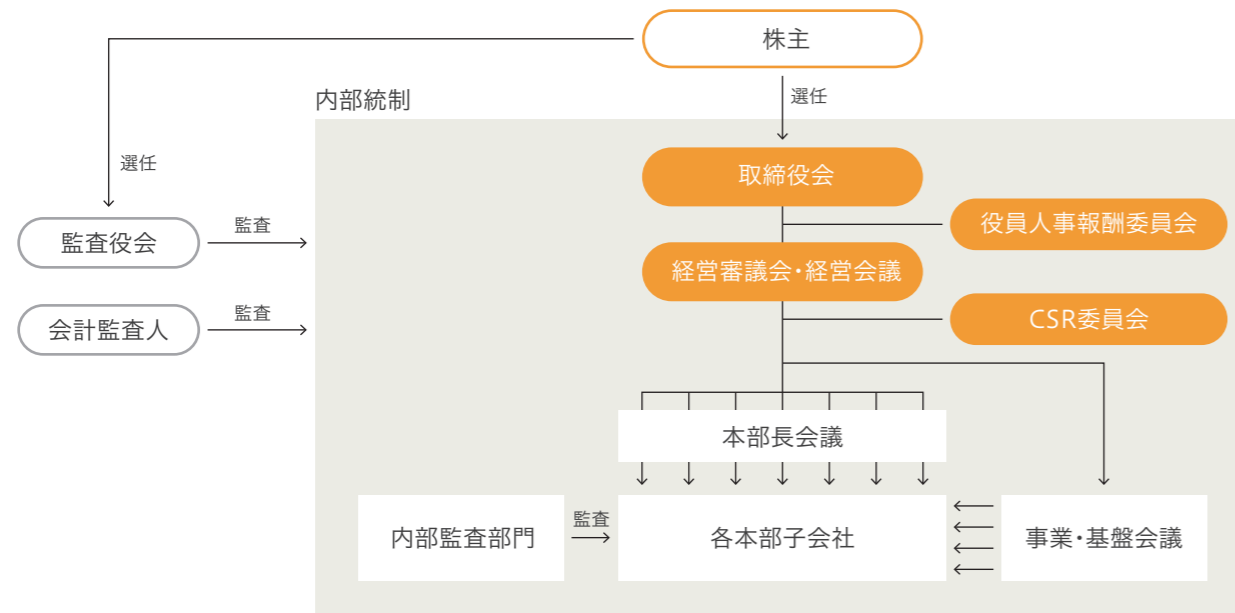 株主
選任
内部統制
選任
取締役会
役員人事報酬委員会
監査役会
監査
経営審議会・経営会議
会計監査人
監査
CSR委員会
本部長会議
内部監査部門
監査
各本部子会社
事業・基盤会議